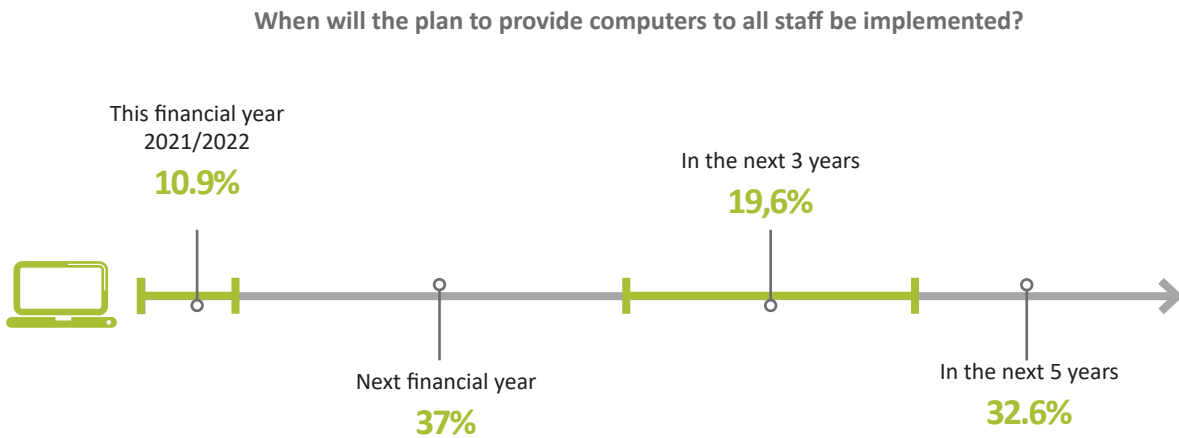 When will the plan to provide computers to all staff be implemented?
This financial year
2021/2022
10.9%
Next financial year
37%
In the next 3 years
19,6%
In the next 5 years
32.6%